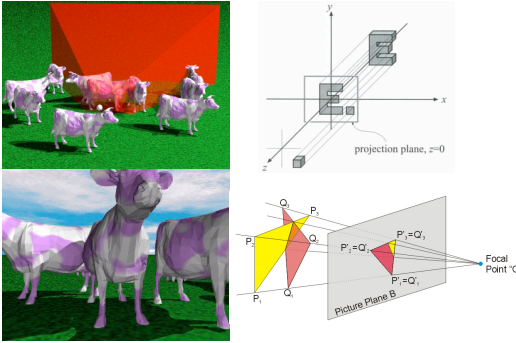 y
x
z
projection plane, z=0
Q₃
P₃
P₂
Q₂
P'₃=Q'₃
P'₂=Q'₂
P'₁=Q'₁
P₁
Q₁
Picture Plane B
Focal
Point "O